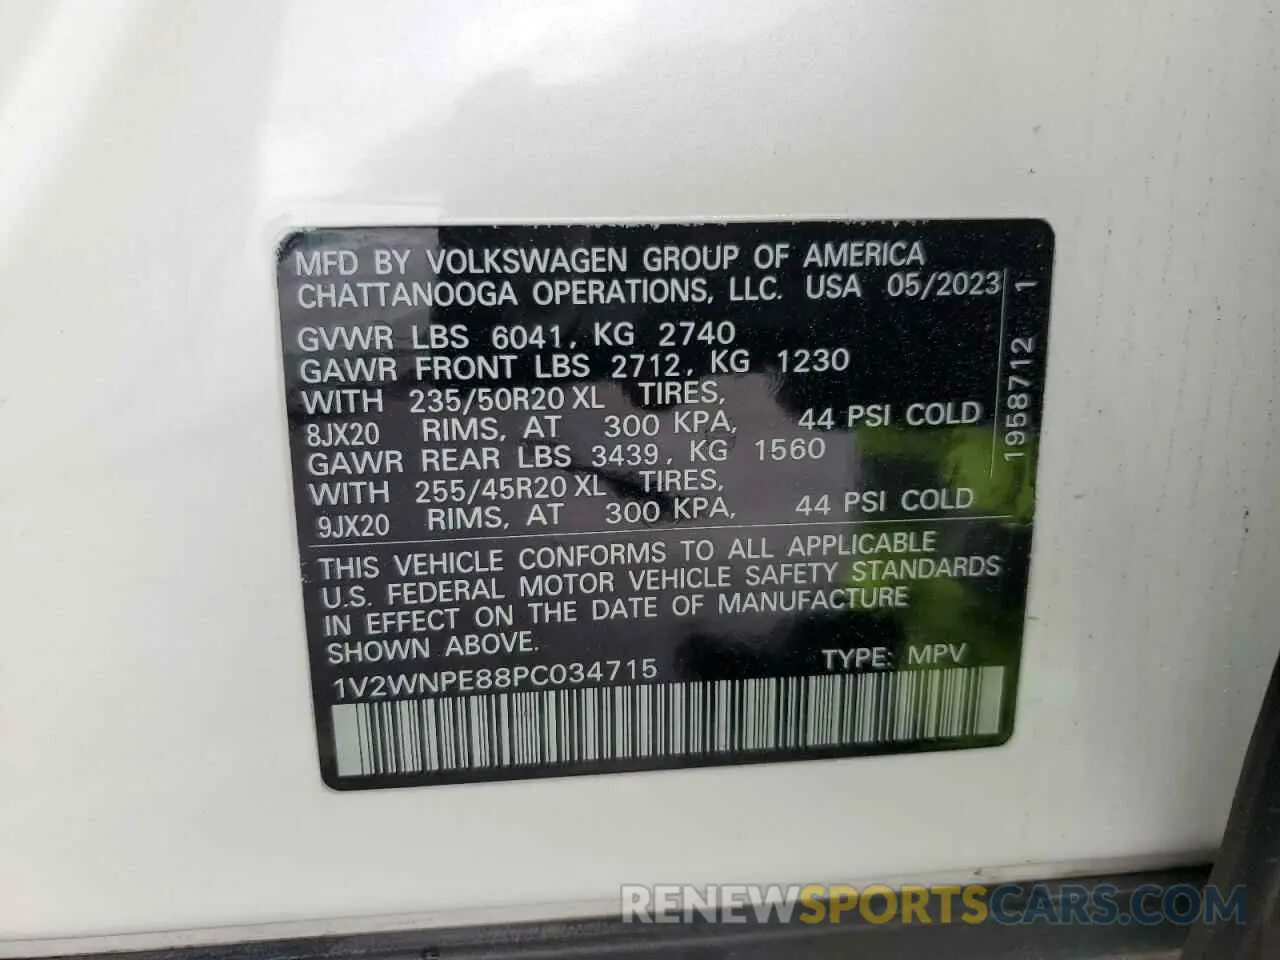 MFD BY VOLKSWAGEN GROUP OF AMERICA
CHATTANOOGA OPERATIONS, LLC. USA 05/2023
GVWR LBS 6041, KG 2740
GAWR FRONT LBS 2712, KG 1230
WITH 235/50R20 XL TIRES,
8JX20 RIMS, AT 300 KPA, 44 PSI COLD
GAWR REAR LBS 3439, KG 1560
WITH 255/45R20 XL TIRES,
9JX20 RIMS, AT 300 KPA, 44 PSI COLD
1958712 1
THIS VEHICLE CONFORMS TO ALL APPLICABLE
U.S. FEDERAL MOTOR VEHICLE SAFETY STANDARDS
IN EFFECT ON THE DATE OF MANUFACTURE
SHOWN ABOVE.
1V2WNPE88PC034715 TYPE: MPV
RENEWSPORTSCARS.COM